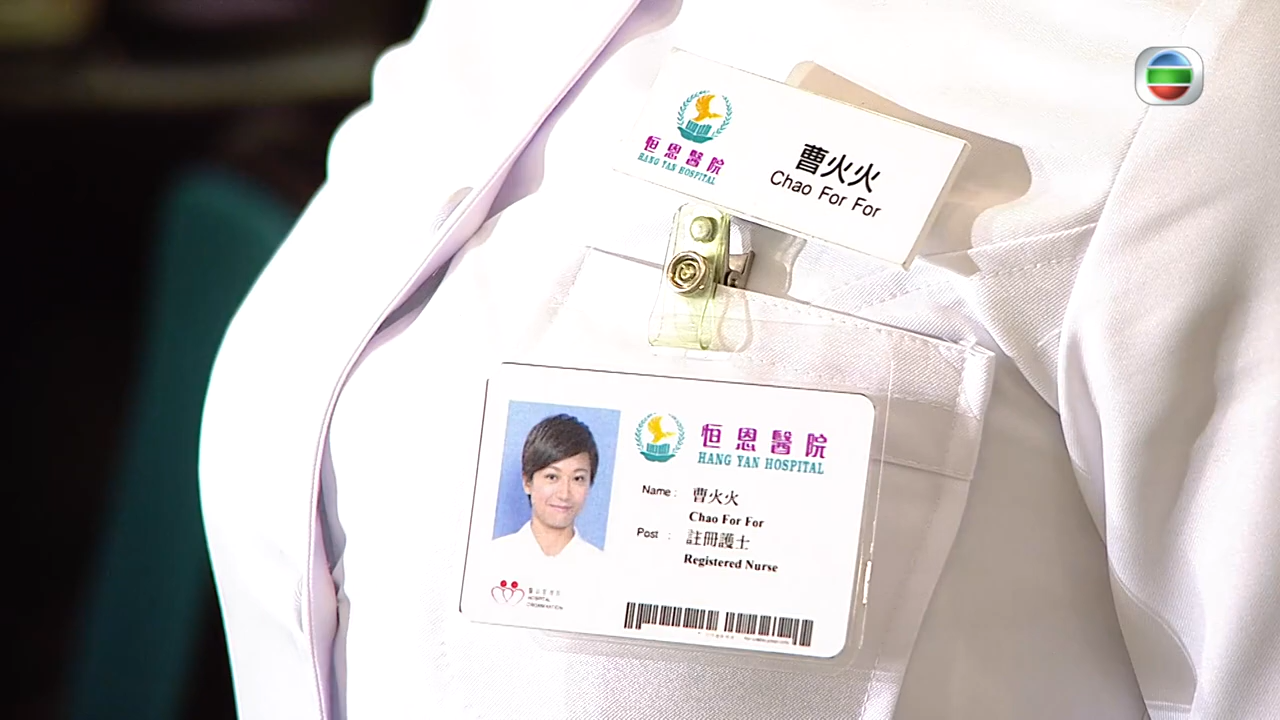 恒恩醫院
HANG YAN HOSPITAL
曹火火
Chao For For
恒恩醫院
HANG YAN HOSPITAL
Name : 曹火火
Chao For For
Post : 註冊護士
Registered Nurse
HOSPITAL